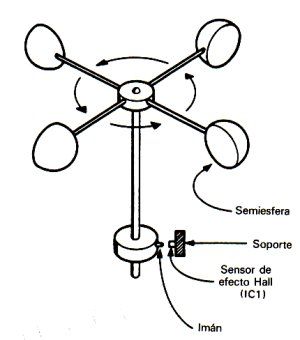 Semiesfera
Soporte
Sensor de
efecto Hall
(IC1)
Imán